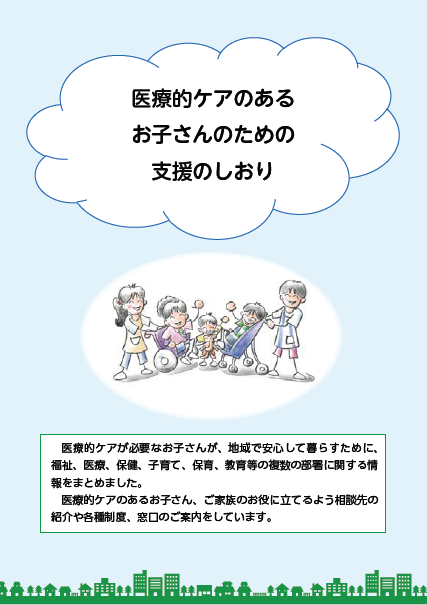 医療的ケアのある
お子さんのための
支援のしおり
医療的ケアが必要なお子さんが、地域で安心して暮らすために、
福祉、医療、保健、子育て、保育、教育等の複数の部署に関する情
報をまとめました。
医療的ケアのあるお子さん、ご家族のお役に立てるよう相談先の
紹介や各種制度、窓口のご案内をしています。